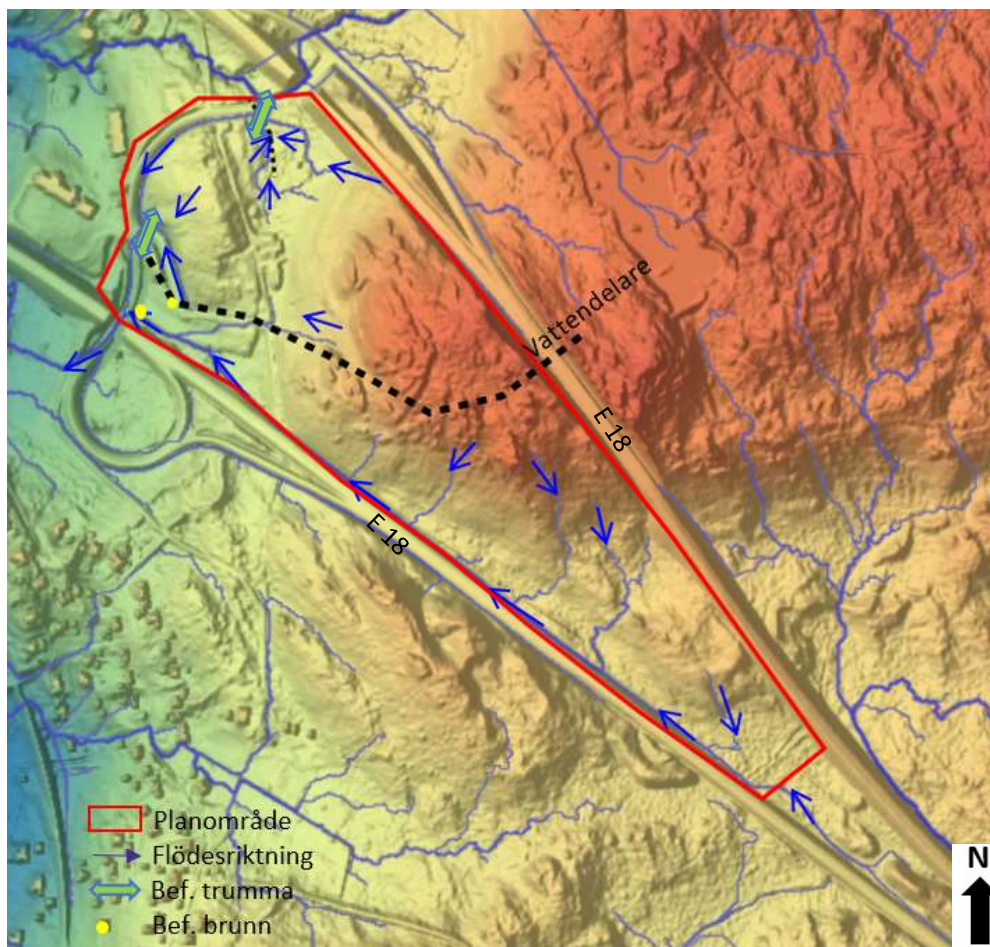 Vattendelare
E 18
E 18
Planområde
Flödesriktning
Bef. trumma
Bef. brunn
N